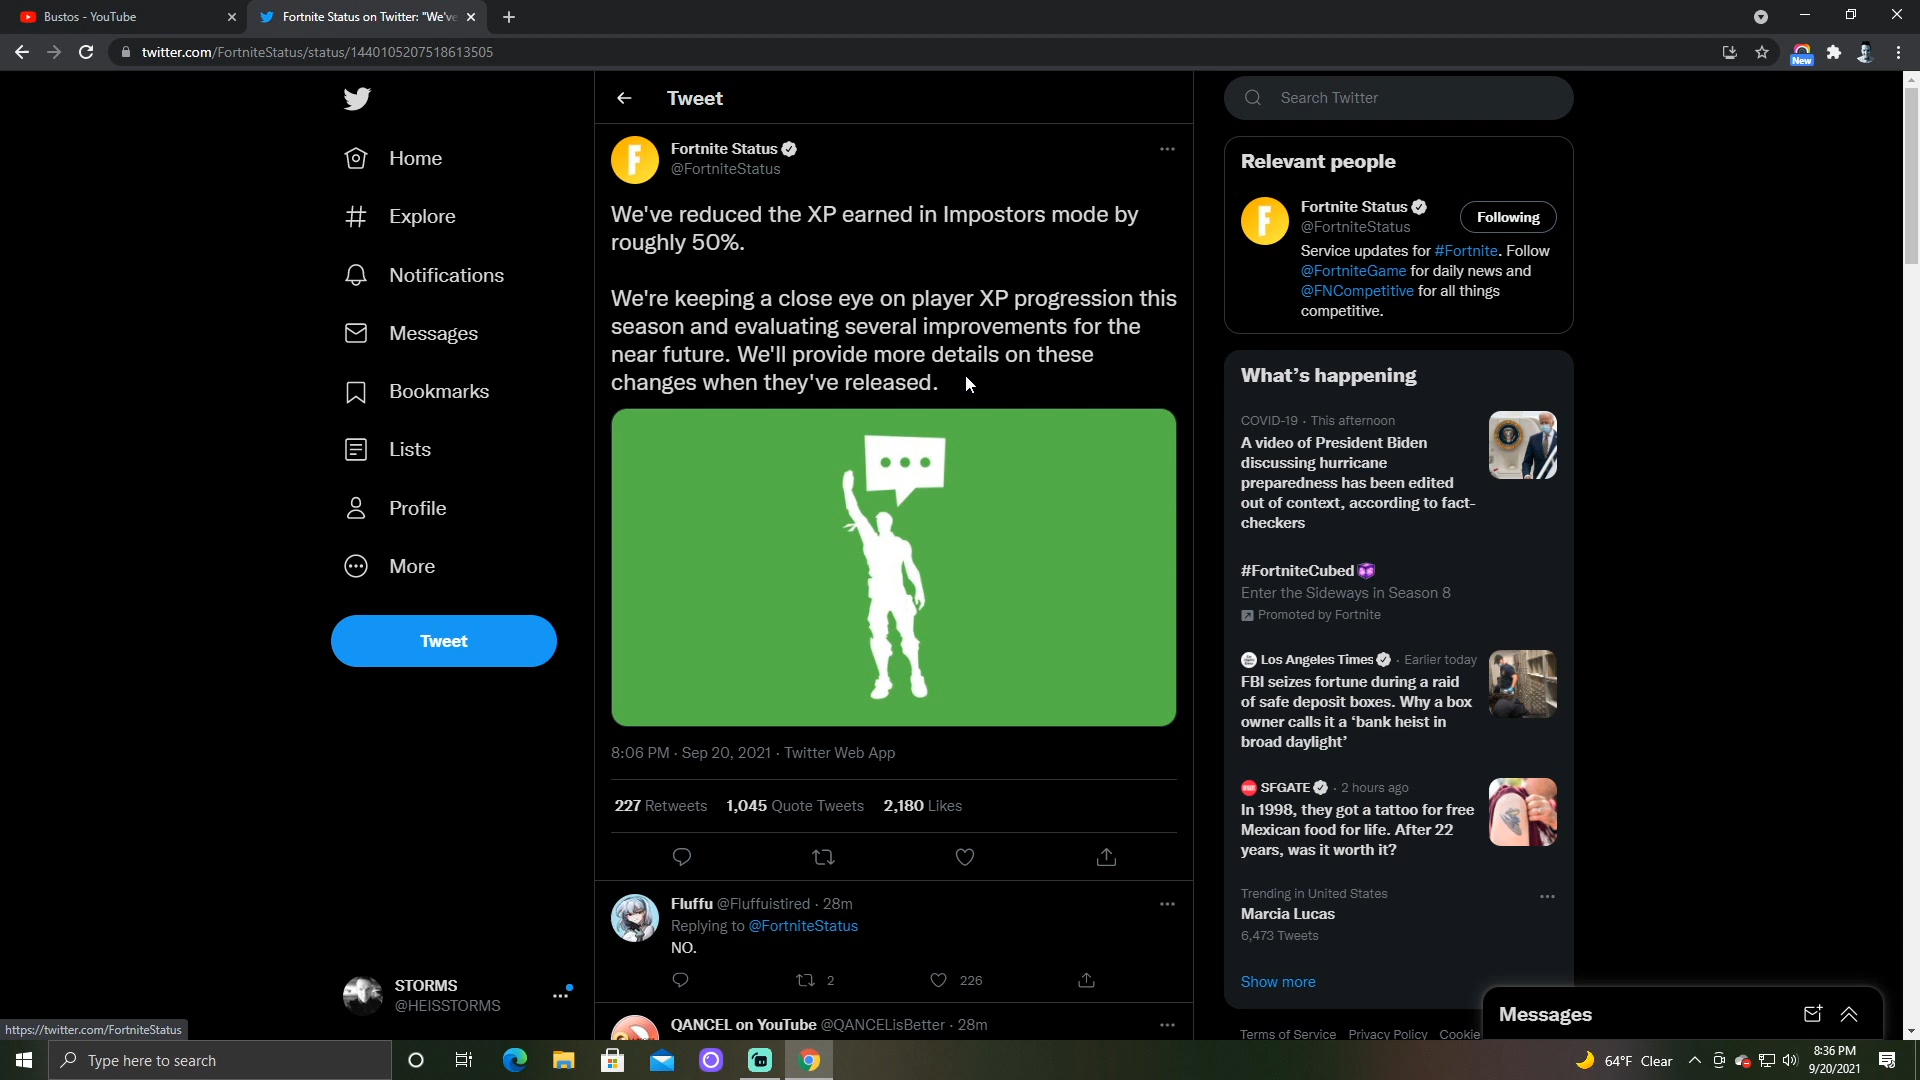 Bustos - YouTube
Fortnite Status on Twitter: "We've
twitter.com/FortniteStatus/status/1440105207518613505
New
Home
Explore
Notifications
Messages
Bookmarks
Lists
Profile
More
Tweet
STORMS
@HEISSTORMS
https://twitter.com/FortniteStatus
Tweet
Fortnite Status
@FortniteStatus
We've reduced the XP earned in Impostors mode by
roughly 50%.
We're keeping a close eye on player XP progression this
season and evaluating several improvements for the
near future. We'll provide more details on these
changes when they've released.
8:06 PM · Sep 20, 2021 · Twitter Web App
227 Retweets 1,045 Quote Tweets 2,180 Likes
Fluffu @Fluffuistired · 28m
Replying to @FortniteStatus
NO.
2 226
QANCEL on YouTube @QANCELisBetter · 28m
Search Twitter
Relevant people
Fortnite Status
@FortniteStatus
Following
Service updates for #Fortnite. Follow
@FortniteGame for daily news and
@FNCompetitive for all things
competitive.
What's happening
COVID-19 · This afternoon
A video of President Biden
discussing hurricane
preparedness has been edited
out of context, according to fact-
checkers
#FortniteCubed
Enter the Sideways in Season 8
Promoted by Fortnite
Los Angeles Times · Earlier today
FBI seizes fortune during a raid
of safe deposit boxes. Why a box
owner calls it a 'bank heist in
broad daylight'
SFGATE · 2 hours ago
In 1998, they got a tattoo for free
Mexican food for life. After 22
years, was it worth it?
Trending in United States
Marcia Lucas
6,473 Tweets
Show more
Terms of Service Privacy Policy Cookie
Messages
Type here to search
64°F Clear
8:36 PM
9/20/2021